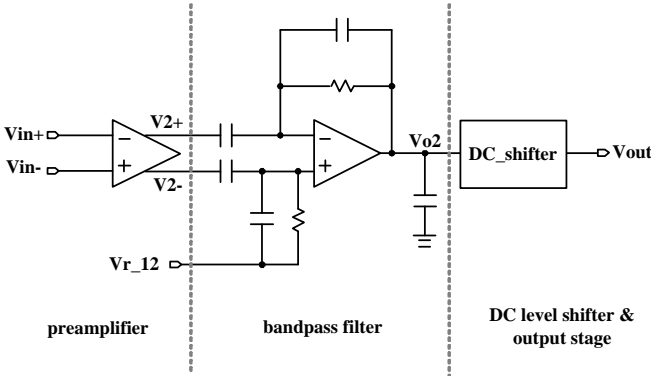 V2+
Vin+
−
−
Vo2
DC_shifter
Vout
Vin-
+
+
V2-
Vr_12
preamplifier
bandpass filter
DC level shifter &
output stage